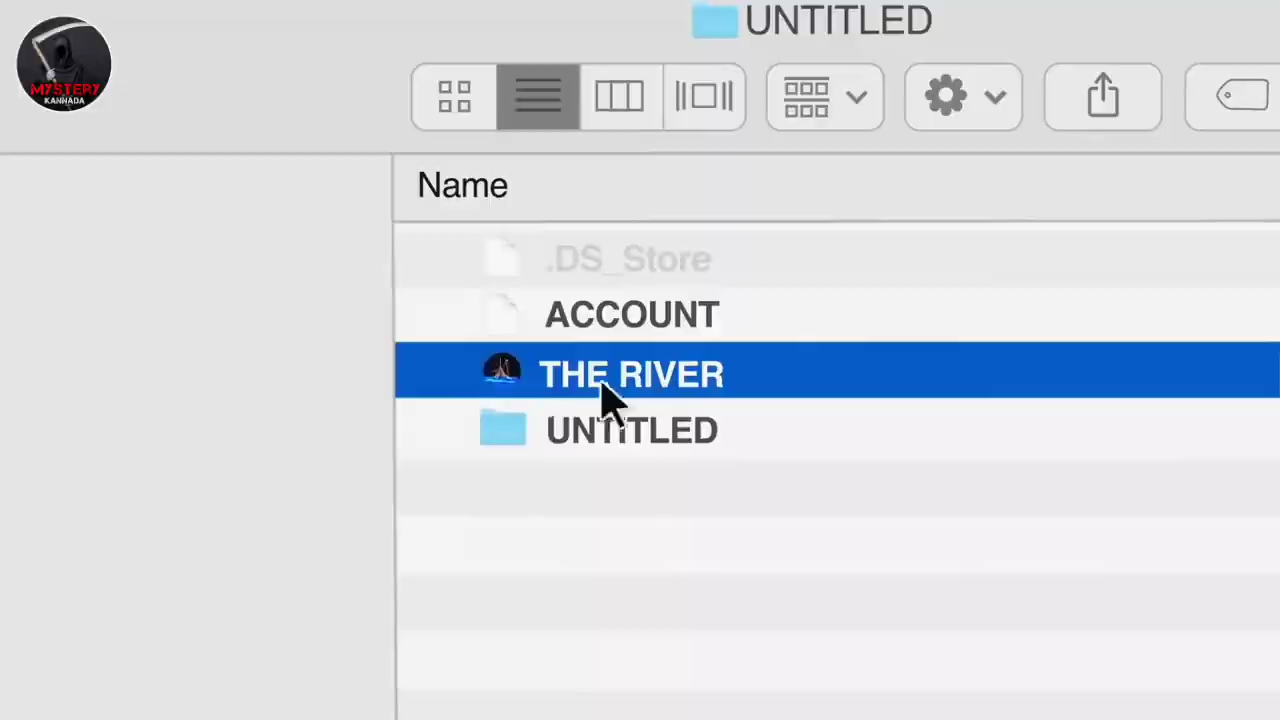 UNTITLED
MYSTERY
KANNADA
Name
.DS_Store
ACCOUNT
THE RIVER
UNTITLED